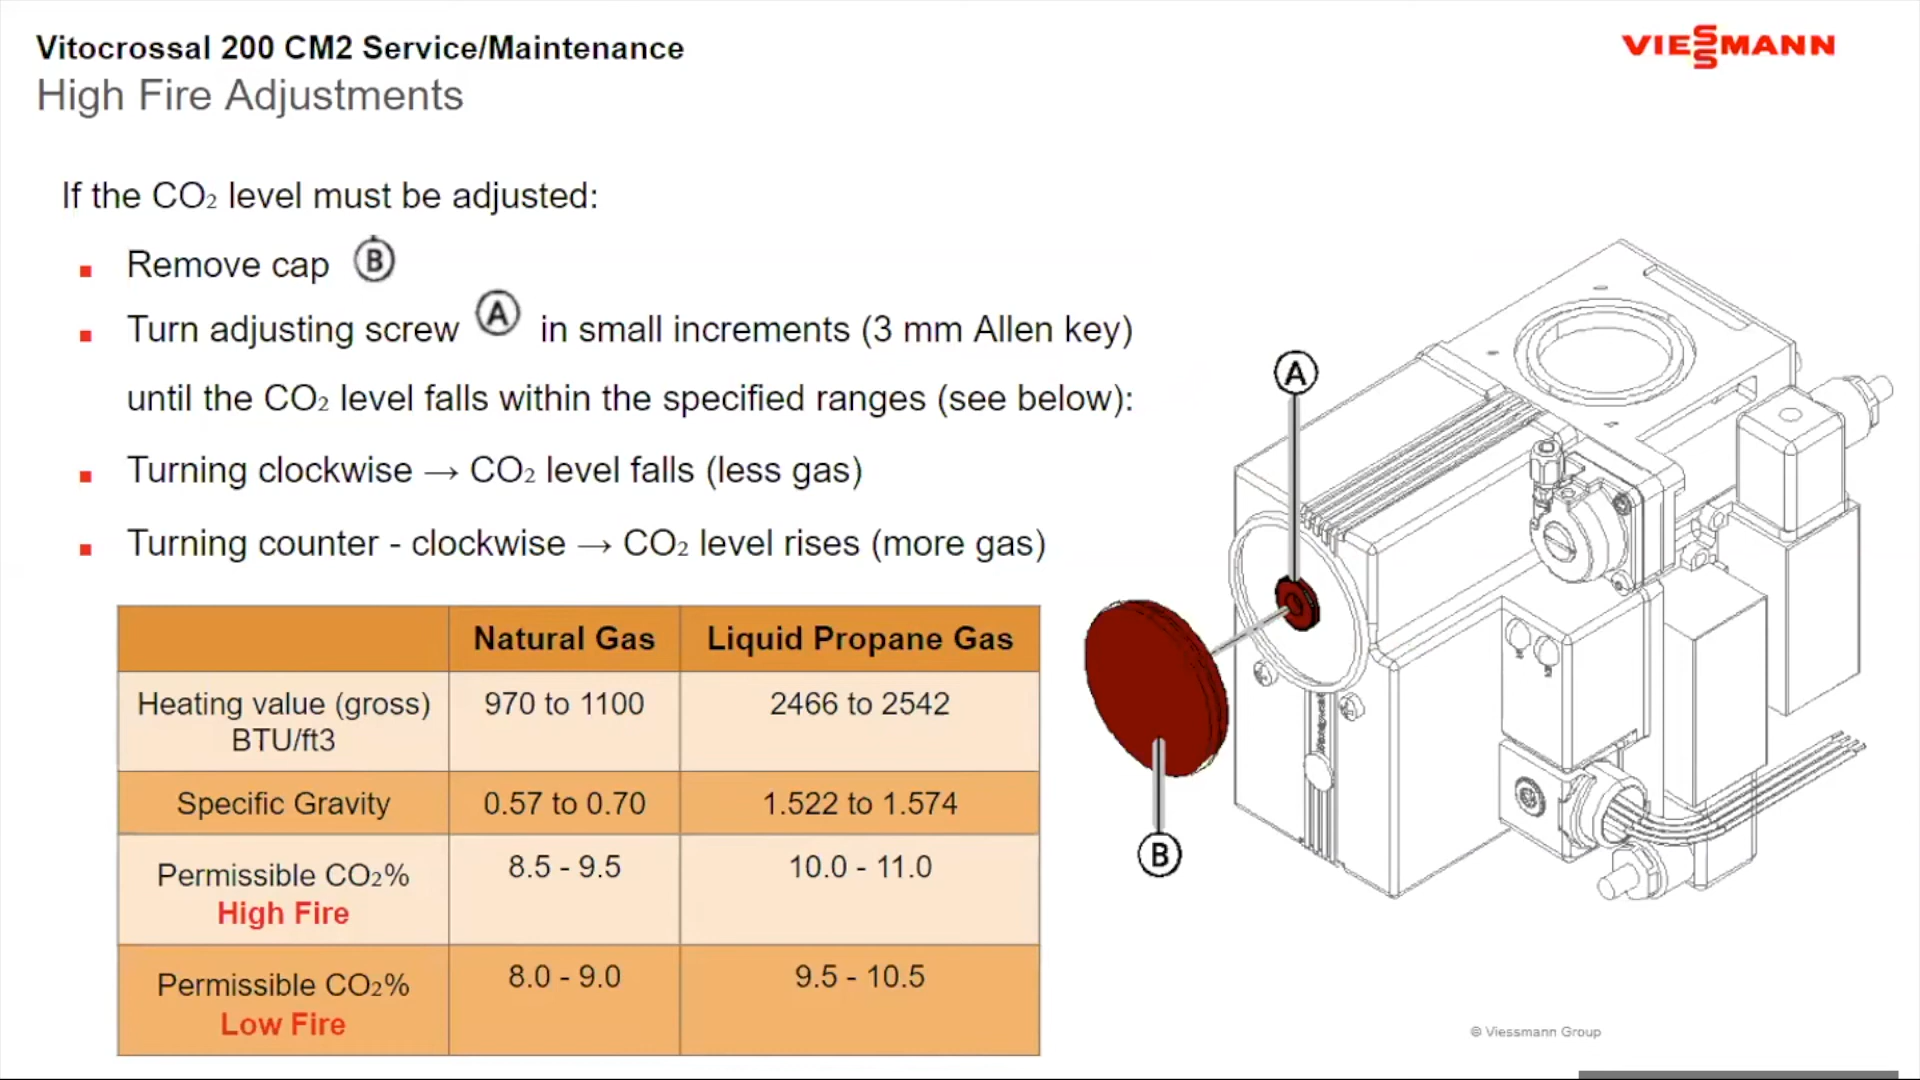 Vitocrossal 200 CM2 Service/Maintenance
VIESSMANN
High Fire Adjustments
If the CO₂ level must be adjusted:
Remove cap Ⓑ
Turn adjusting screw Ⓐ in small increments (3 mm Allen key)
until the CO₂ level falls within the specified ranges (see below):
Turning clockwise → CO₂ level falls (less gas)
Turning counter - clockwise → CO₂ level rises (more gas)
Natural Gas Liquid Propane Gas
Heating value (gross) 970 to 1100 2466 to 2542
BTU/ft3
Specific Gravity 0.57 to 0.70 1.522 to 1.574
Permissible CO₂% 8.5 - 9.5 10.0 - 11.0
High Fire
Permissible CO₂% 8.0 - 9.0 9.5 - 10.5
Low Fire
Ⓐ
Ⓑ
© Viessmann Group